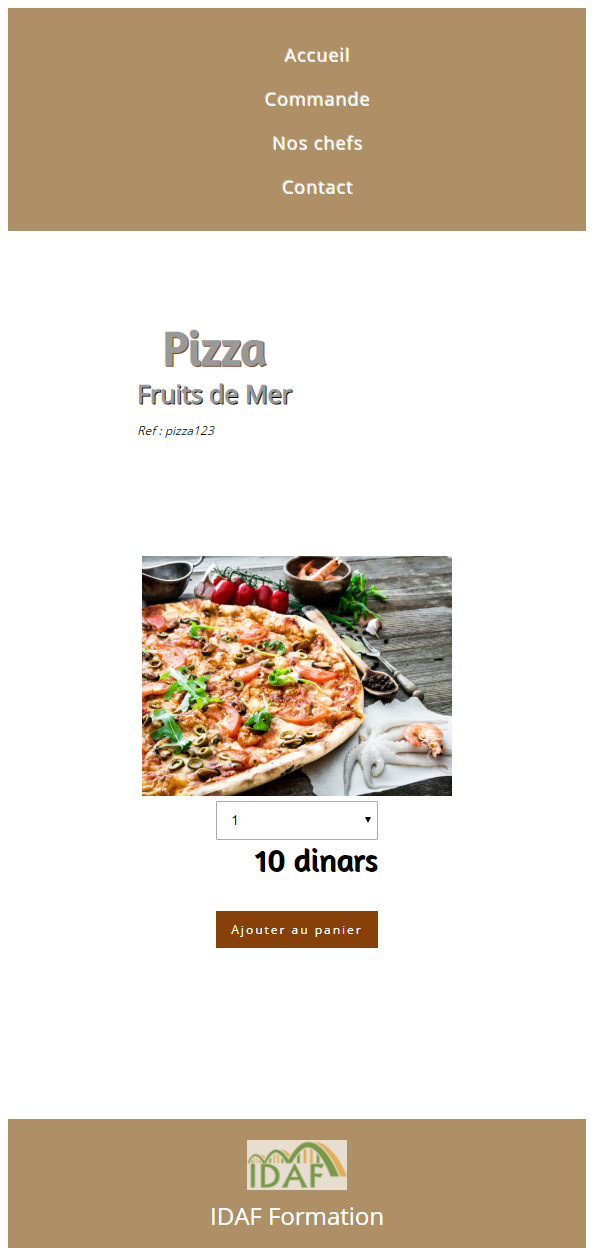 Accueil
Commande
Nos chefs
Contact
Pizza
Fruits de Mer
Ref : pizza123
1
10 dinars
Ajouter au panier
IDAF
IDAF Formation